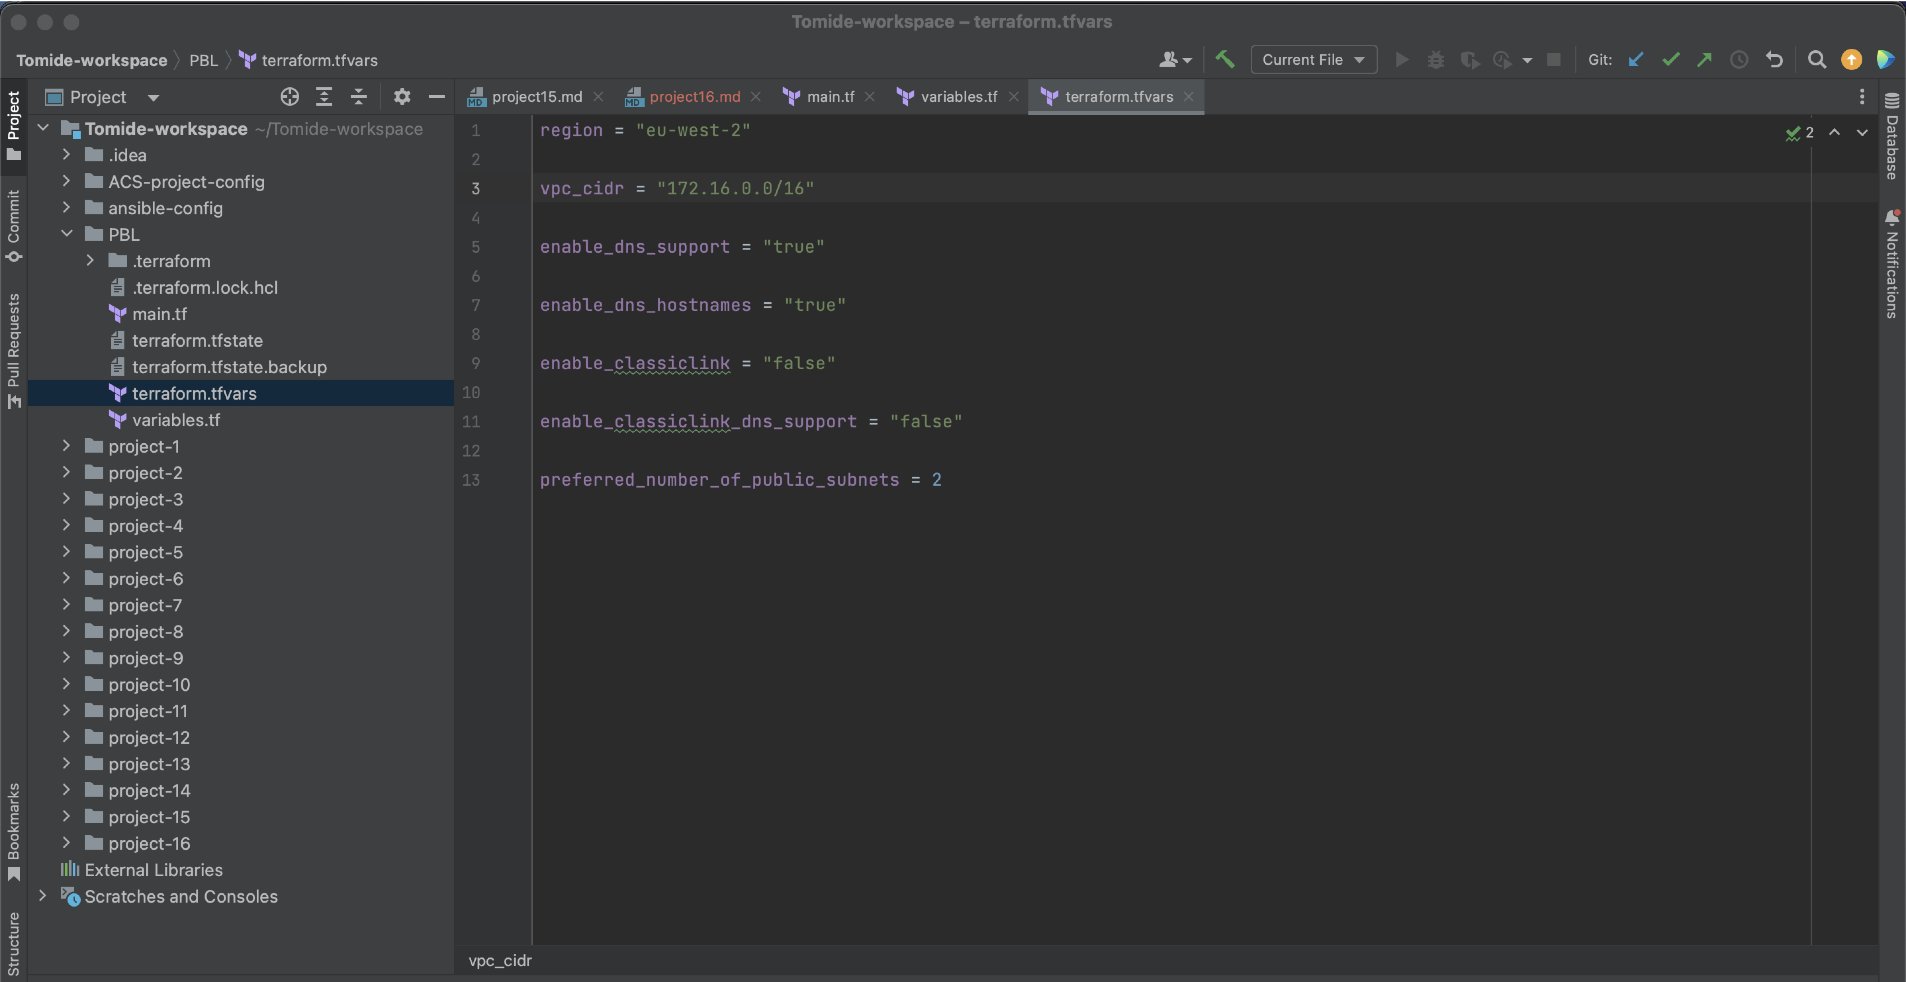 Tomide-workspace – terraform.tfvars
Tomide-workspace PBL terraform.tfvars
Current File
Git:
Project
project15.md
project16.md
main.tf
variables.tf
terraform.tfvars
Project
Commit
Pull Requests
Bookmarks
Structure
Tomide-workspace ~/Tomide-workspace
.idea
ACS-project-config
ansible-config
PBL
.terraform
.terraform.lock.hcl
main.tf
terraform.tfstate
terraform.tfstate.backup
terraform.tfvars
variables.tf
project-1
project-2
project-3
project-4
project-5
project-6
project-7
project-8
project-9
project-10
project-11
project-12
project-13
project-14
project-15
project-16
External Libraries
Scratches and Consoles
1 region = "eu-west-2"
2
3 vpc_cidr = "172.16.0.0/16"
4
5 enable_dns_support = "true"
6
7 enable_dns_hostnames = "true"
8
9 enable_classiclink = "false"
10
11 enable_classiclink_dns_support = "false"
12
13 preferred_number_of_public_subnets = 2
2
Database
Notifications
vpc_cidr